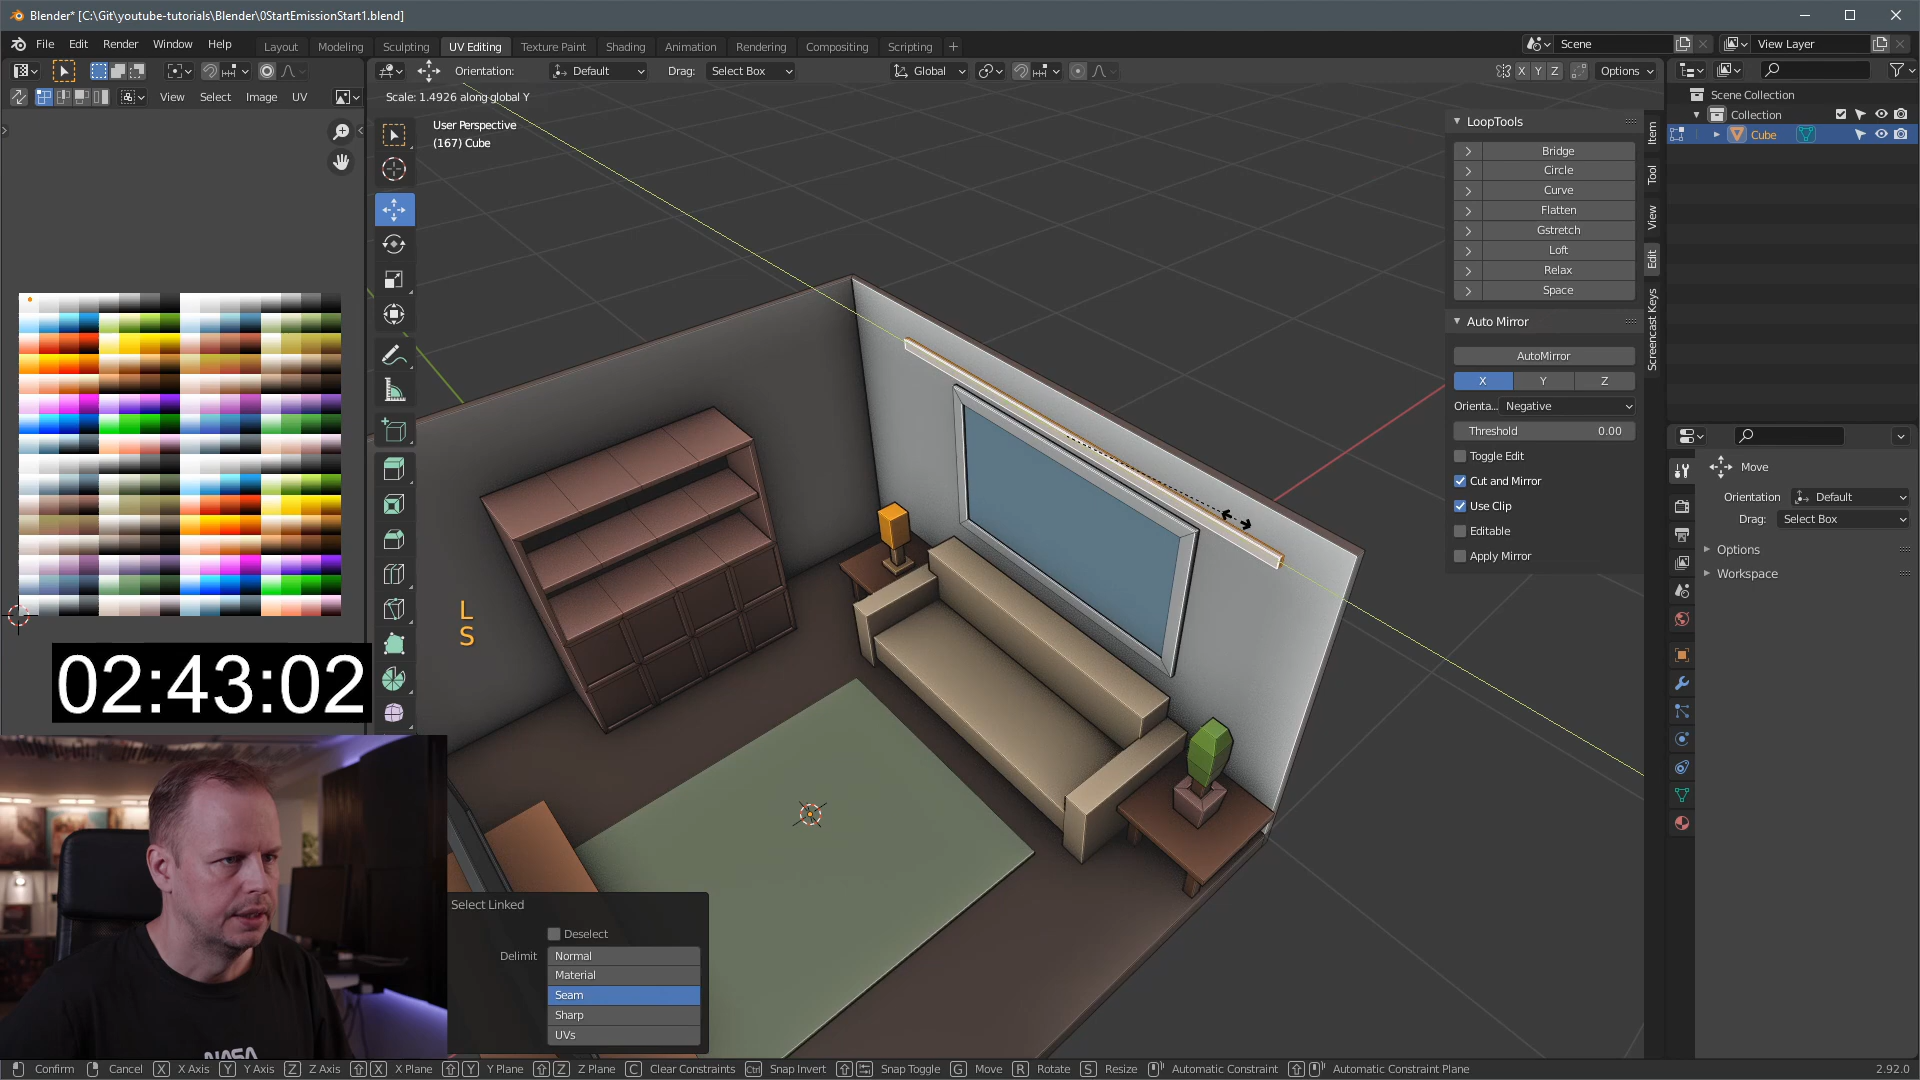 Blender* [C:\Git\youtube-tutorials\Blender\0StartEmissionStart1.blend]
File Edit Render Window Help
Layout Modeling Sculpting UV Editing Texture Paint Shading Animation Rendering Compositing Scripting +
Scene
View Layer
Orientation: Default Drag: Select Box
Global
X Y Z
Options
View Select Image UV
Scale: 1.4926 along global Y
User Perspective
(167) Cube
LoopTools
Bridge
Circle
Curve
Flatten
Gstretch
Loft
Relax
Space
Auto Mirror
AutoMirror
X Y Z
Orienta... Negative
Threshold 0.00
Toggle Edit
Cut and Mirror
Use Clip
Editable
Apply Mirror
Item
Tool
View
Edit
Screencast Keys
Scene Collection
Collection
Cube
Move
Orientation Default
Drag: Select Box
Options
Workspace
L
S
02:43:02
NASA
Select Linked
Deselect
Delimit
Normal
Material
Seam
Sharp
UVs
Confirm Cancel X X Axis Y Y Axis Z Z Axis X X Plane Y Y Plane Z Z Plane C Clear Constraints Ctrl Snap Invert Snap Toggle G Move R Rotate S Resize Automatic Constraint Automatic Constraint Plane
2.92.0